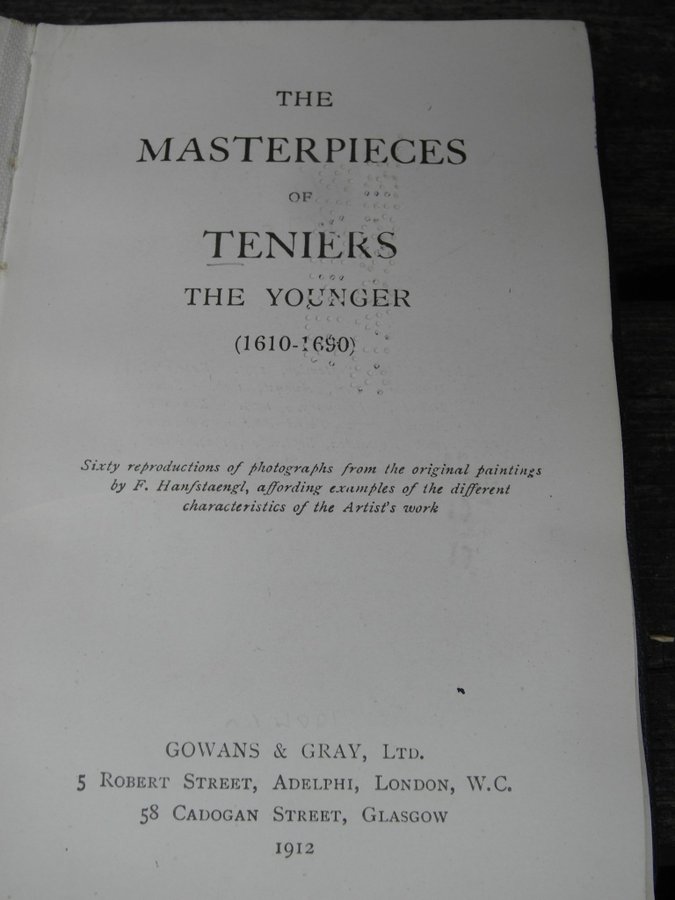 THE
MASTERPIECES
OF
TENIERS
THE YOUNGER
(1610-1690)
Sixty reproductions of photographs from the original paintings
by F. Hanfstaengl, affording examples of the different
characteristics of the Artist's work
GOWANS & GRAY, LTD.
5 ROBERT STREET, ADELPHI, LONDON, W.C.
58 CADOGAN STREET, GLASGOW
1912